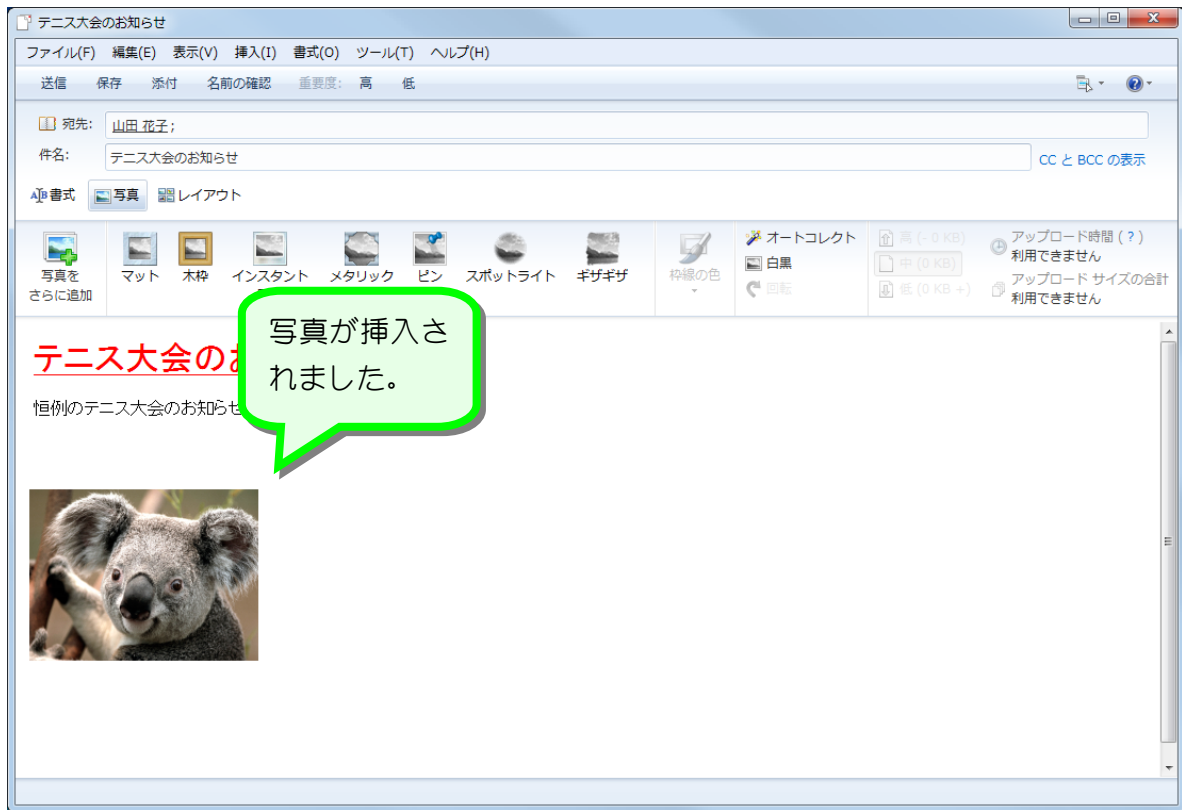 テニス大会のお知らせ
ファイル(F) 編集(E) 表示(V) 挿入(I) 書式(O) ツール(T) ヘルプ(H)
送信 保存 添付 名前の確認 重要度: 高 低
宛先: 山田 花子;
件名: テニス大会のお知らせ CC と BCC の表示
書式 写真 レイアウト
写真を
さらに追加
マット 木枠 インスタント メタリック ピン スポットライト ギザギザ
枠線の色
オートコレクト
白黒
回転
高 (- 0 KB)
中 (0 KB)
低 (0 KB +)
アップロード時間 ( ? )
利用できません
アップロード サイズの合計
利用できません
写真が挿入さ
れました。
テニス大会の
恒例のテニス大会のお知らせ